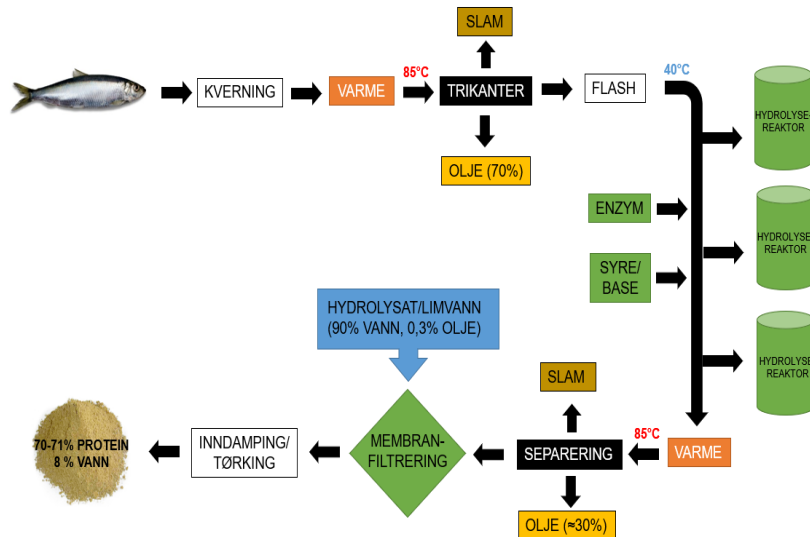 SLAM
85°C
40°C
KVERNING
VARME
TRIKANTER
FLASH
HYDROLYSE-
REAKTOR
OLJE (70%)
ENZYM
HYDROLYSE-
REAKTOR
SYRE/
BASE
HYDROLYSAT/LIMVANN
(90% VANN, 0,3% OLJE)
HYDROLYSE-
REAKTOR
SLAM
70-71% PROTEIN
8 % VANN
INNDAMPING/
TØRKING
MEMBRAN-
FILTRERING
SEPARERING
85°C
VARME
OLJE (≈30%)